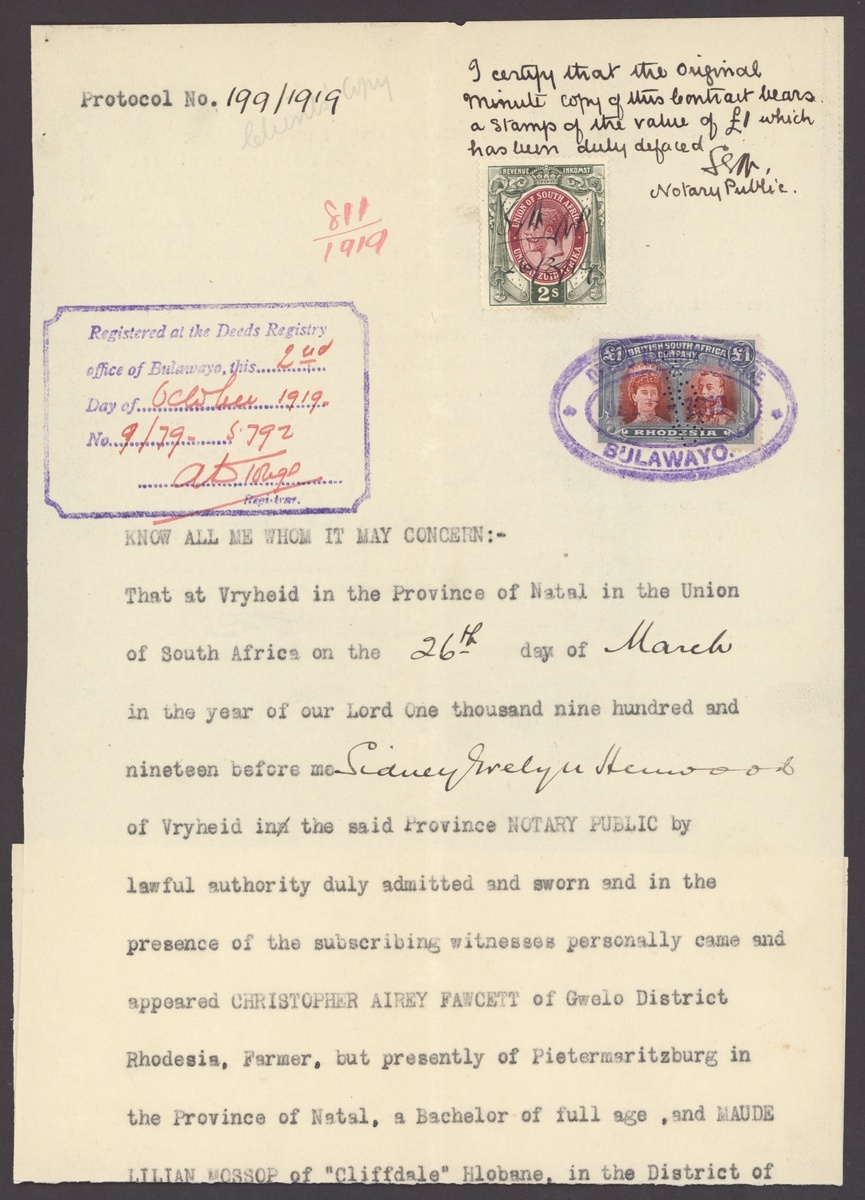 Protocol No. 199/1919
Clients Copy
I certify that the Original
Minute copy of this Contract bears
a stamp of the value of £1 which
has been duly defaced
Notary Public.
811
1919
REVENUE INKOMST
UNION OF SOUTH AFRICA
UNIE VAN ZUID AFRIKA
2s
Registered at the Deeds Registry
office of Bulawayo, this 2nd
Day of October 1919.
No. 9/79 - 5792
Registrar.
£1 BRITISH SOUTH AFRICA £1
COMPANY
RHODESIA
BULAWAYO.
KNOW ALL ME WHOM IT MAY CONCERN:-
That at Vryheid in the Province of Natal in the Union
of South Africa on the 26th day of March
in the year of our Lord One thousand nine hundred and
nineteen before me Sidney Evelyn Henwood
of Vryheid in the said Province NOTARY PUBLIC by
lawful authority duly admitted and sworn and in the
presence of the subscribing witnesses personally came and
appeared CHRISTOPHER AIREY FAWCETT of Gwelo District
Rhodesia, Farmer, but presently of Pietermaritzburg in
the Province of Natal, a Bachelor of full age ,and MAUDE
LILIAN MOSSOP of "Cliffdale" Hlobane, in the District of